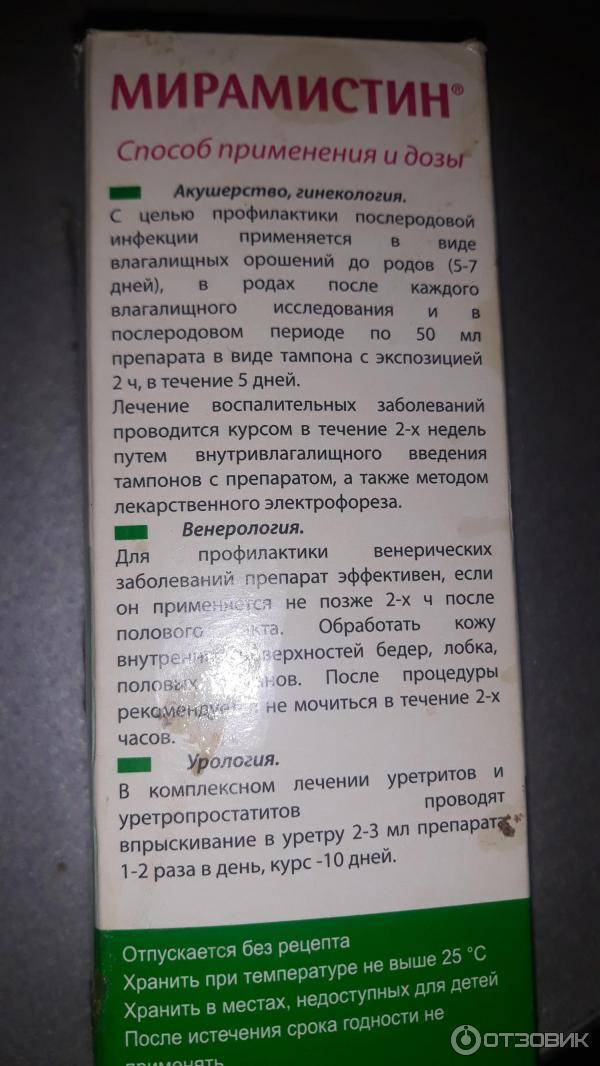 МИРАМИСТИН®
Способ применения и дозы
Акушерство, гинекология.
С целью профилактики послеродовой
инфекции применяется в виде
влагалищных орошений до родов (5-7
дней), в родах после каждого
влагалищного исследования и в
послеродовом периоде по 50 мл
препарата в виде тампона с экспозицией
2 ч, в течение 5 дней.
Лечение воспалительных заболеваний
проводится курсом в течение 2-х недель
путем внутривлагалищного введения
тампонов с препаратом, а также методом
лекарственного электрофореза.
Венерология.
Для профилактики венерических
заболеваний препарат эффективен, если
он применяется не позже 2-х ч после
полового акта. Обработать кожу
внутренних поверхностей бедер, лобка,
половых органов. После процедуры
рекомендуется не мочиться в течение 2-х
часов.
Урология.
В комплексном лечении уретритов и
уретропростатитов проводят
впрыскивание в уретру 2-3 мл препарата
1-2 раза в день, курс -10 дней.
Отпускается без рецепта
Хранить при температуре не выше 25 °С
Хранить в местах, недоступных для детей
После истечения срока годности не
применять
ОТЗОВИК